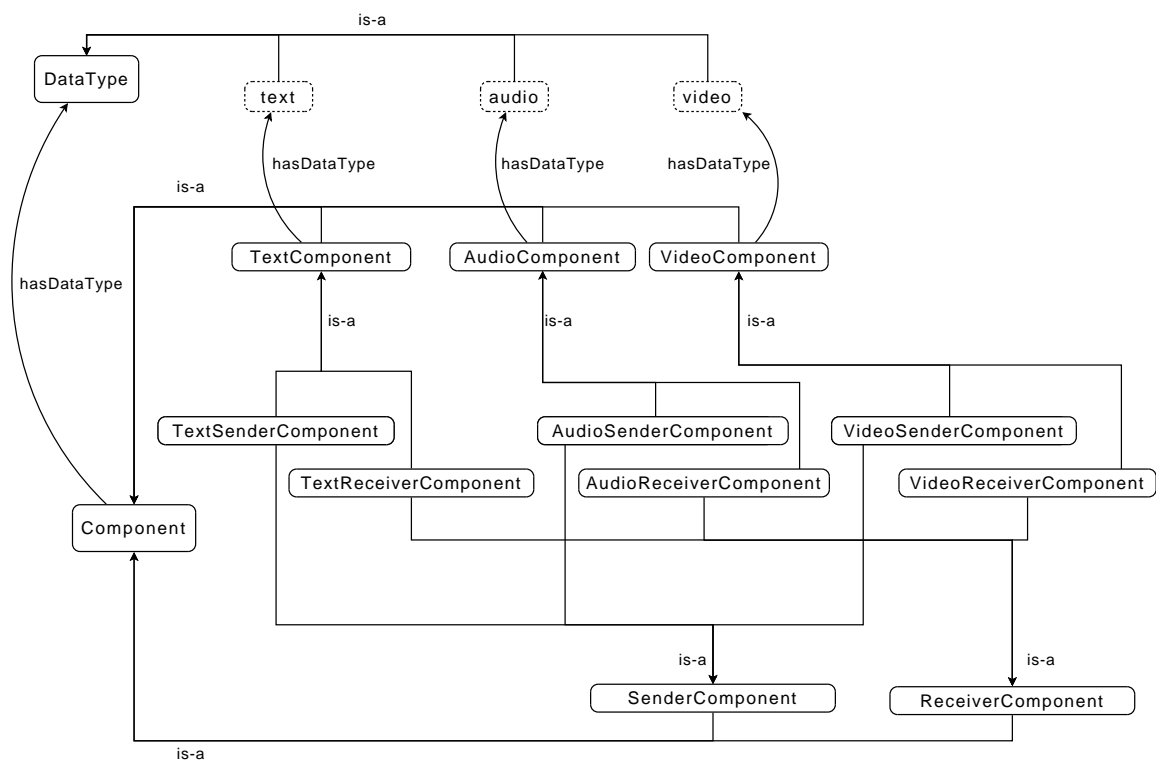 is-a
DataType
text
audio
video
hasDataType
hasDataType
hasDataType
is-a
TextComponent
AudioComponent
VideoComponent
hasDataType
is-a
is-a
is-a
TextSenderComponent
AudioSenderComponent
VideoSenderComponent
TextReceiverComponent
AudioReceiverComponent
VideoReceiverComponent
Component
is-a
is-a
SenderComponent
ReceiverComponent
is-a